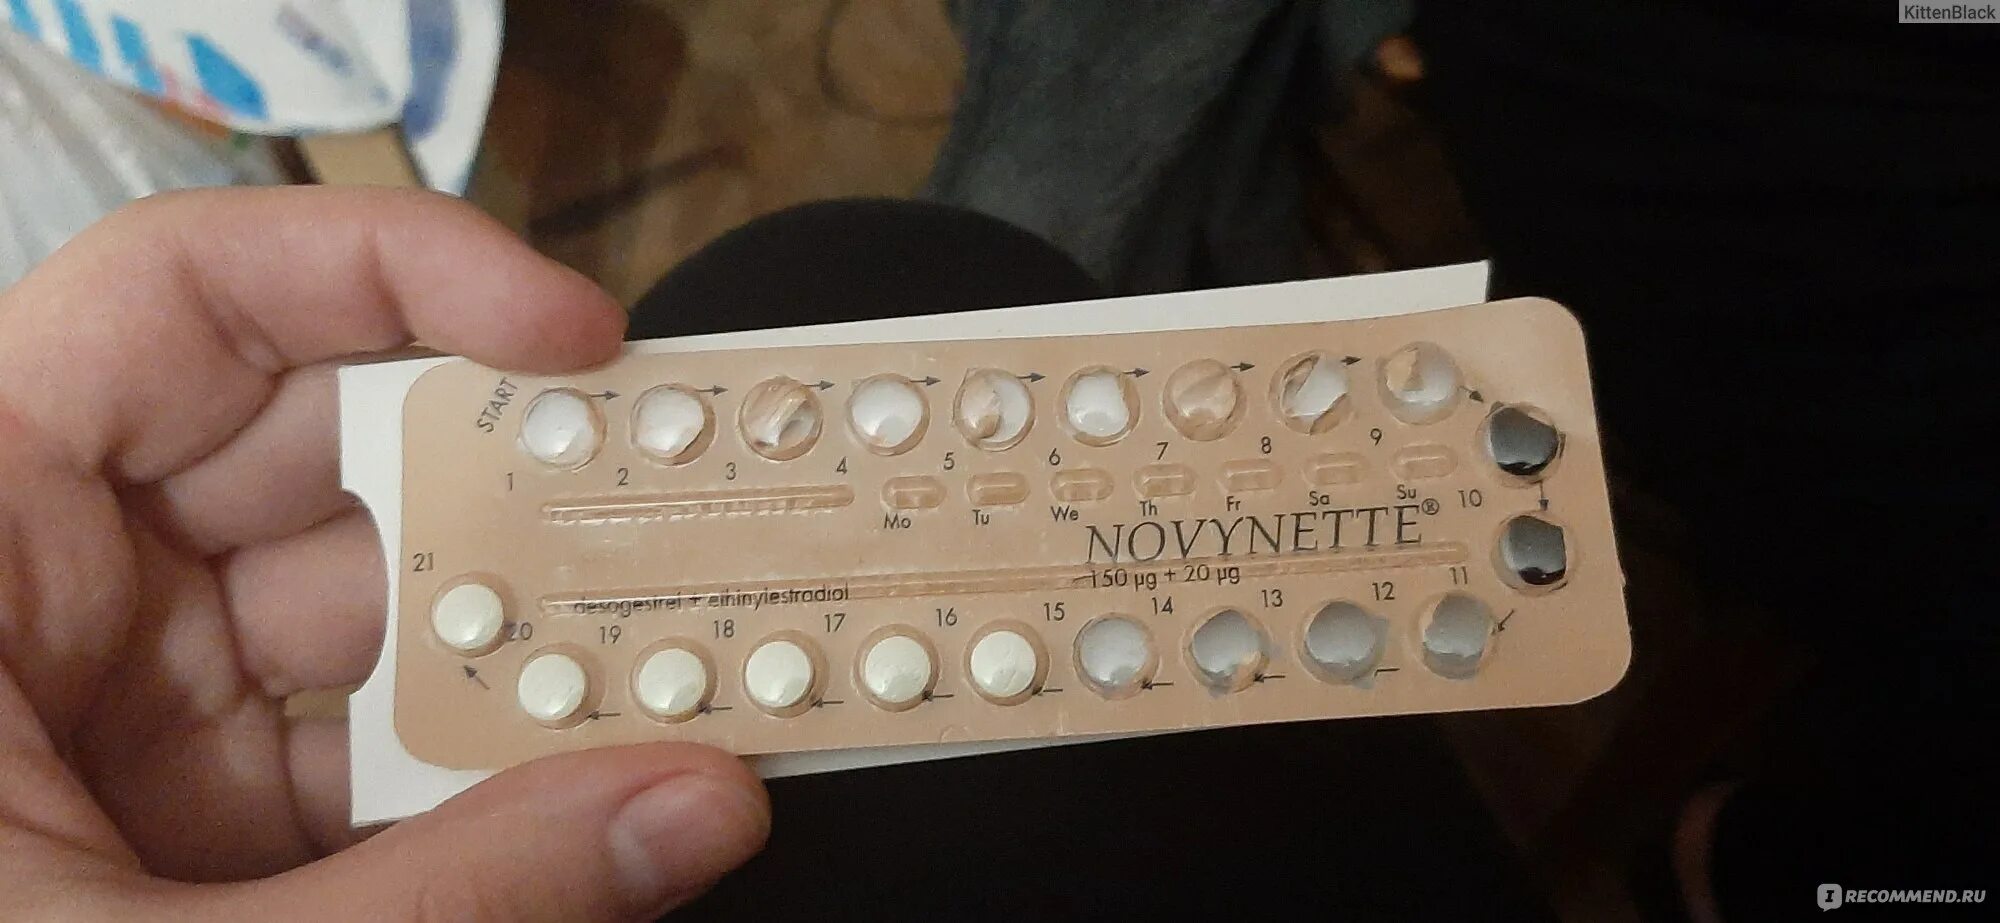 KittenBlack
START
1 2 3 4 5 6 7 8 9 10
Mo Tu We Th Fr Sa Su
NOVYNETTE®
150 µg + 20 µg
desogestrel + ethinylestradiol
21 20 19 18 17 16 15 14 13 12 11
IRECOMMEND.RU